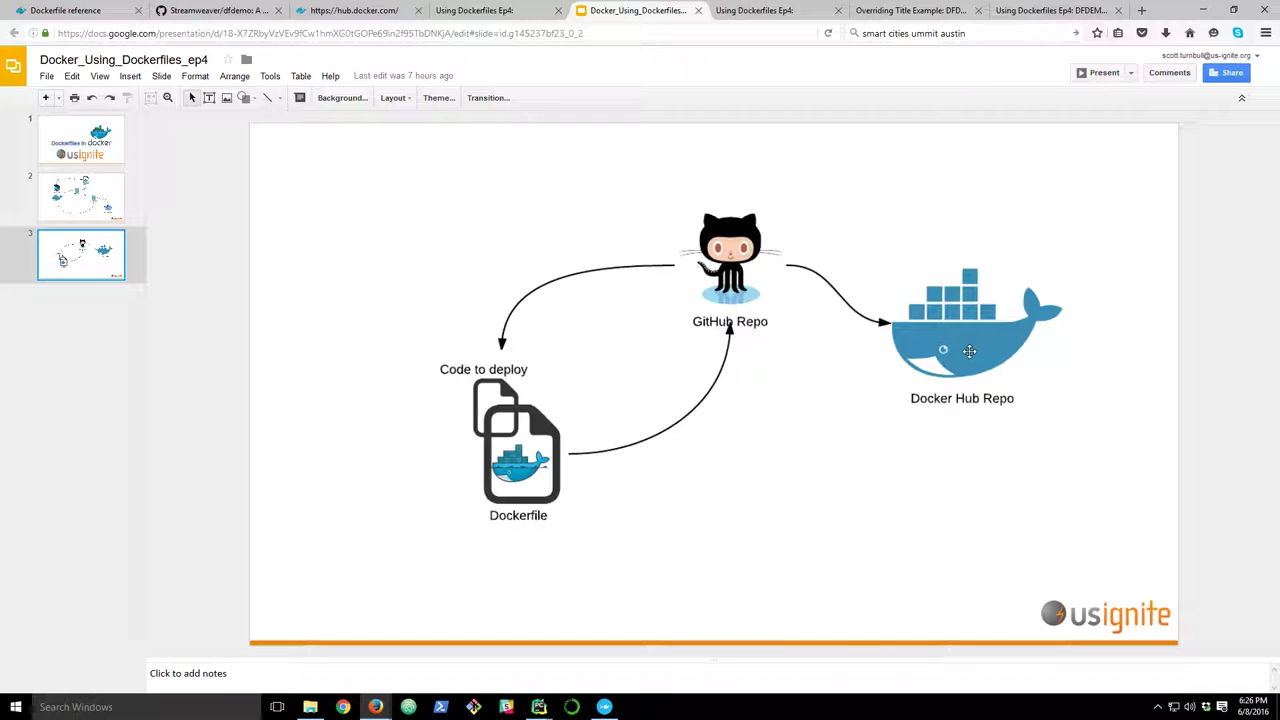 Dockerfile reference
Streamweaver/dfdemo: A ...
https://hub.docker.com/
Using Dockerfiles Ep4:
Docker_Using_Dockerfiles...
Using Dockerfiles Ep4:
Overriding Title Example: DFD...
Using Dockerfiles Ep4: DFDEM...
https://docs.google.com/presentation/d/18-X7ZRbyVzVEv9fCw1hmXG0tGOPe69in2f95TbDNKjA/edit#slide=id.g145237bf23_0_2
smart cities ummit austin
Docker_Using_Dockerfiles_ep4
scott.turnbull@us-ignite.org
File Edit View Insert Slide Format Arrange Tools Table Help Last edit was 7 hours ago
Present
Comments
Share
Background... Layout Theme... Transition...
1
Dockerfiles in docker
usignite
2
3
GitHub Repo
Code to deploy
Docker Hub Repo
Dockerfile
usignite
Click to add notes
Search Windows
6:26 PM
6/8/2016